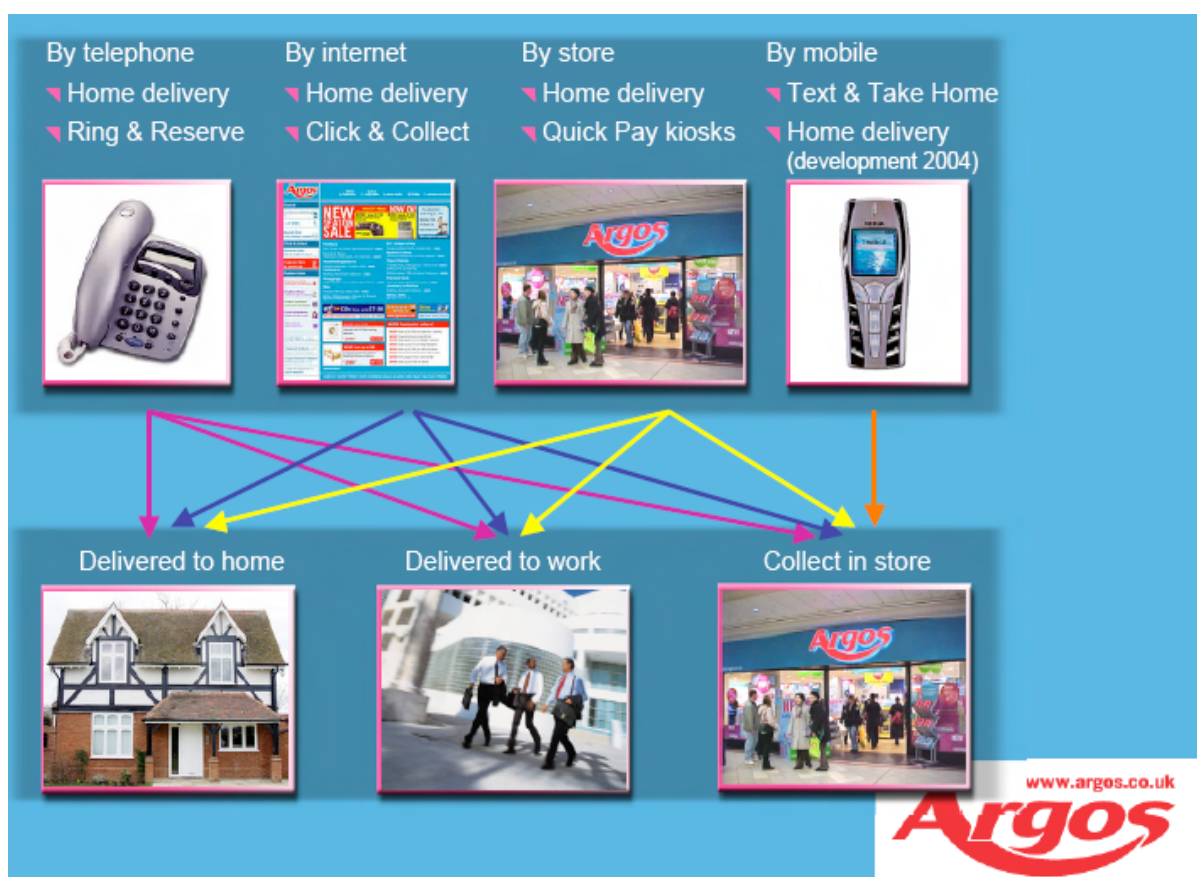 By telephone
Home delivery
Ring & Reserve
By internet
Home delivery
Click & Collect
By store
Home delivery
Quick Pay kiosks
By mobile
Text & Take Home
Home delivery
(development 2004)
Argos
NEW
SALE
Argos
Delivered to home
Delivered to work
Collect in store
Argos
www.argos.co.uk
Argos